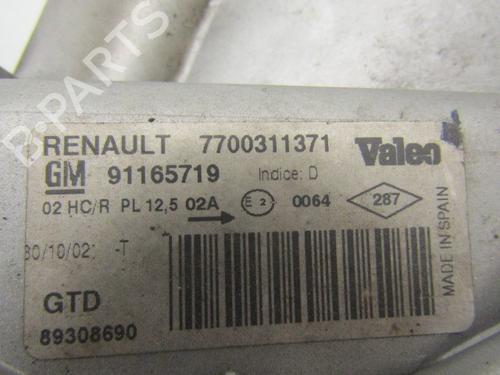 B-PARTS
RENAULT 7700311371 Valeo
GM 91165719 Indice: D
02 HC/R PL 12,5 02A E 2 0064 287
30/10/02 -T
GTD
89308690
MADE IN SPAIN